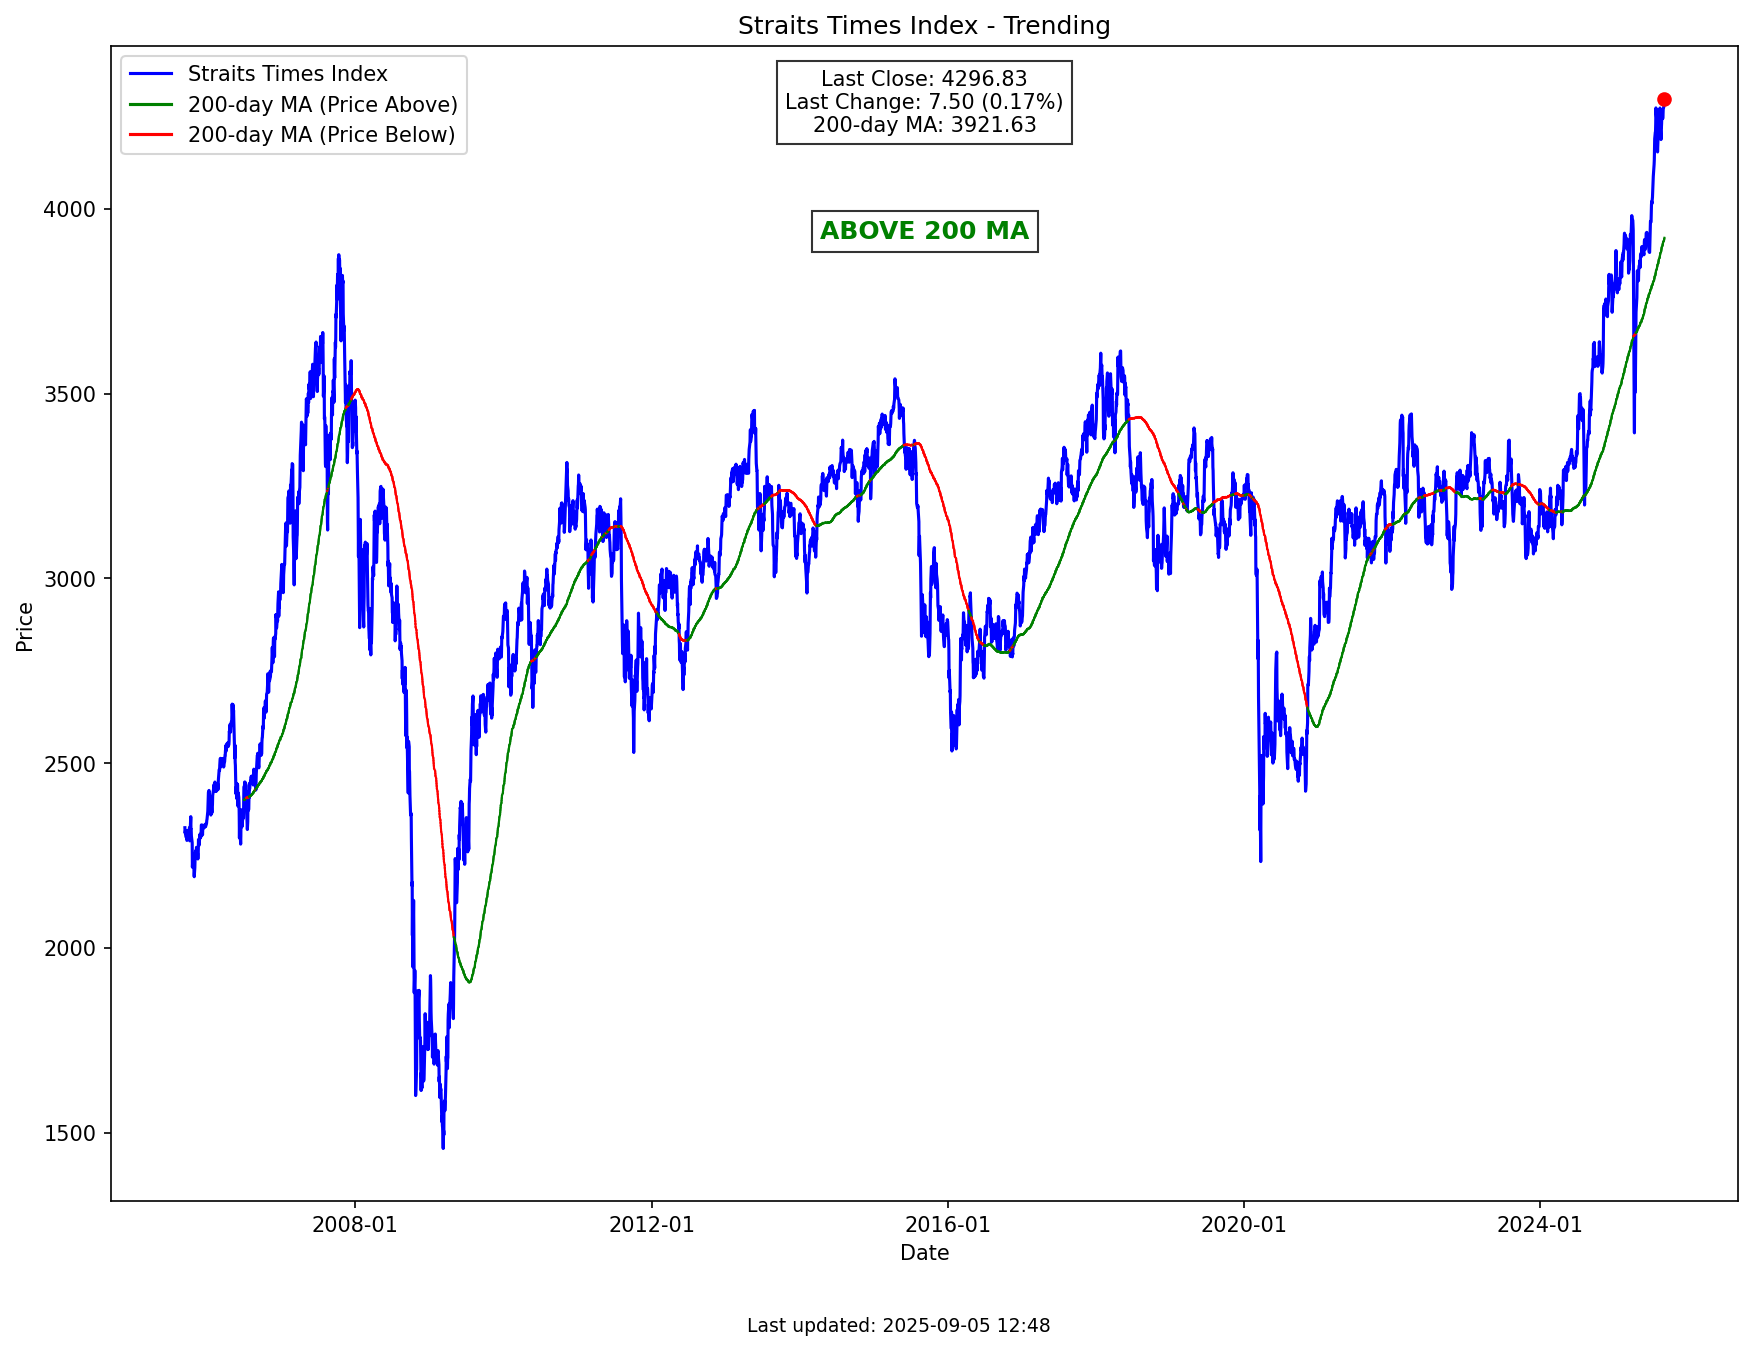 Straits Times Index - Trending
Straits Times Index
200-day MA (Price Above)
200-day MA (Price Below)
Last Close: 4296.83
Last Change: 7.50 (0.17%)
200-day MA: 3921.63
ABOVE 200 MA
Price
4000
3500
3000
2500
2000
1500
2008-01
2012-01
2016-01
2020-01
2024-01
Date
Last updated: 2025-09-05 12:48